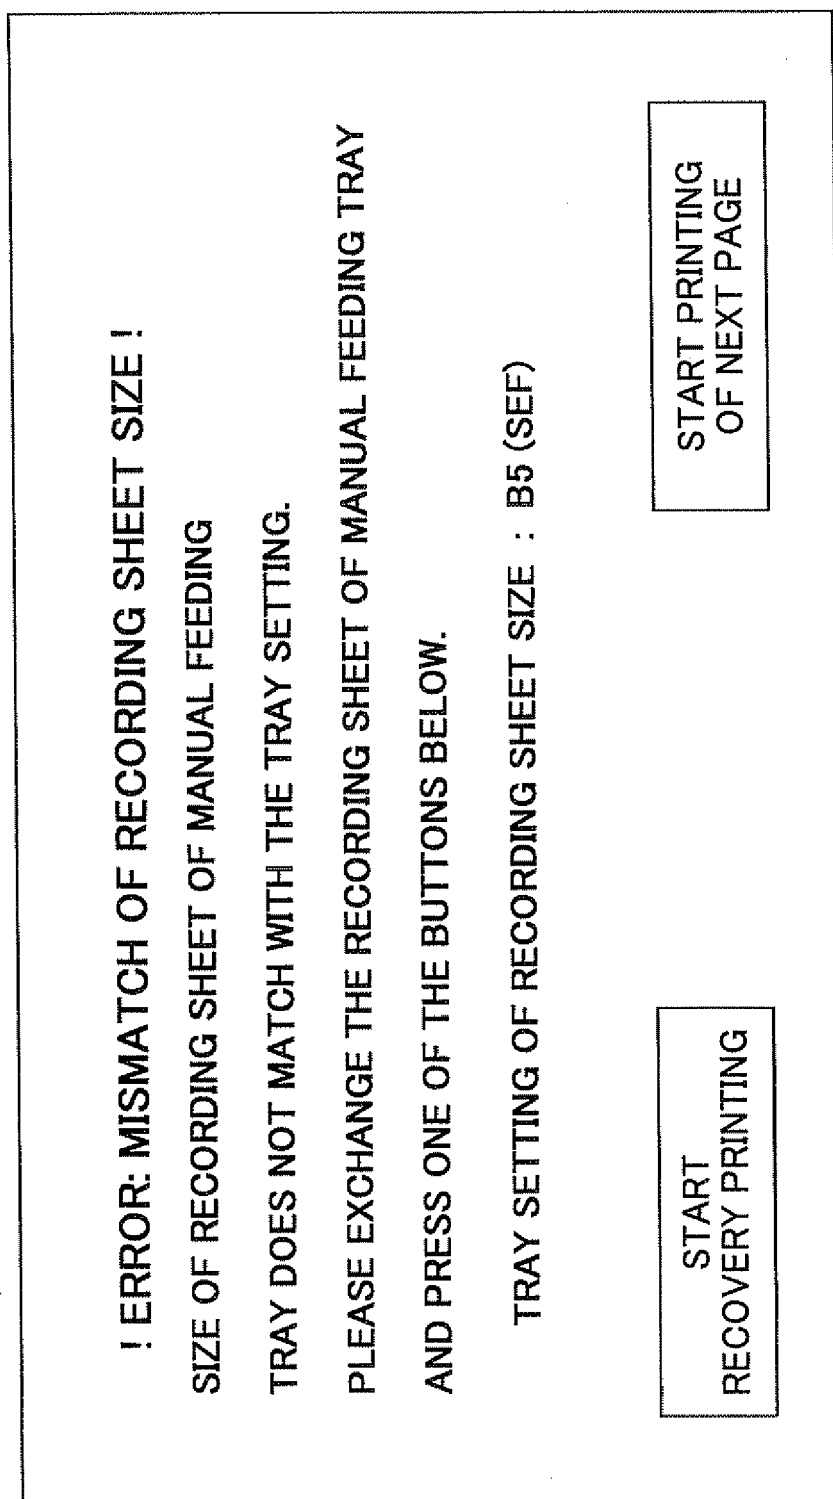 ! ERROR: MISMATCH OF RECORDING SHEET SIZE !
SIZE OF RECORDING SHEET OF MANUAL FEEDING
TRAY DOES NOT MATCH WITH THE TRAY SETTING.
PLEASE EXCHANGE THE RECORDING SHEET OF MANUAL FEEDING TRAY
AND PRESS ONE OF THE BUTTONS BELOW.
TRAY SETTING OF RECORDING SHEET SIZE : B5 (SEF)
START
RECOVERY PRINTING
START PRINTING
OF NEXT PAGE